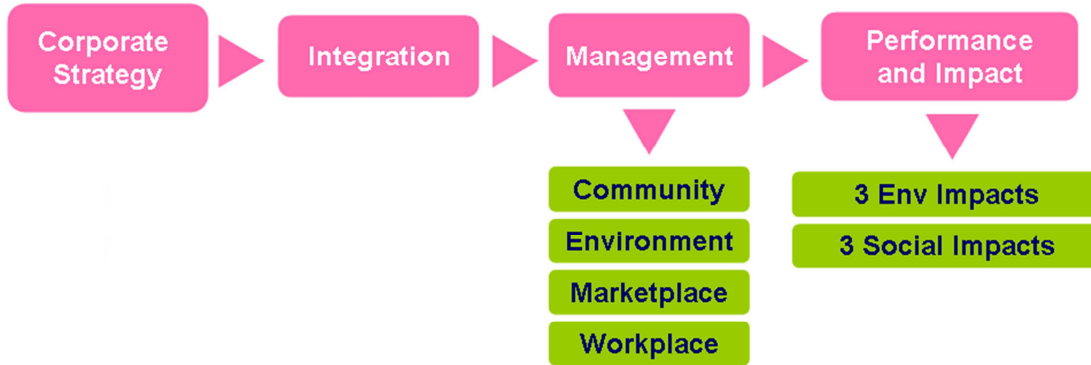 Corporate
Strategy
Integration
Management
Performance
and Impact
Community
Environment
Marketplace
Workplace
3 Env Impacts
3 Social Impacts